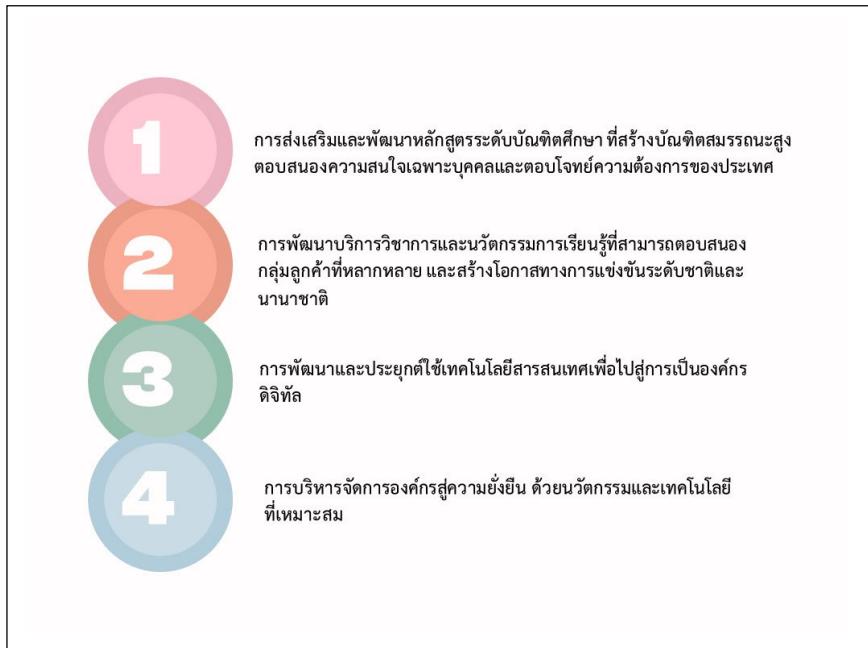 1
การส่งเสริมและพัฒนาหลักสูตรระดับบัณฑิตศึกษา ที่สร้างบัณฑิตสมรรถนะสูง
ตอบสนองความสนใจเฉพาะบุคคลและตอบโจทย์ความต้องการของประเทศ
2
การพัฒนาบริการวิชาการและนวัตกรรมการเรียนรู้ที่สามารถตอบสนอง
กลุ่มลูกค้าที่หลากหลาย และสร้างโอกาสทางการแข่งขันระดับชาติและ
นานาชาติ
3
การพัฒนาและประยุกต์ใช้เทคโนโลยีสารสนเทศเพื่อไปสู่การเป็นองค์กร
ดิจิทัล
4
การบริหารจัดการองค์กรสู่ความยั่งยืน ด้วยนวัตกรรมและเทคโนโลยี
ที่เหมาะสม